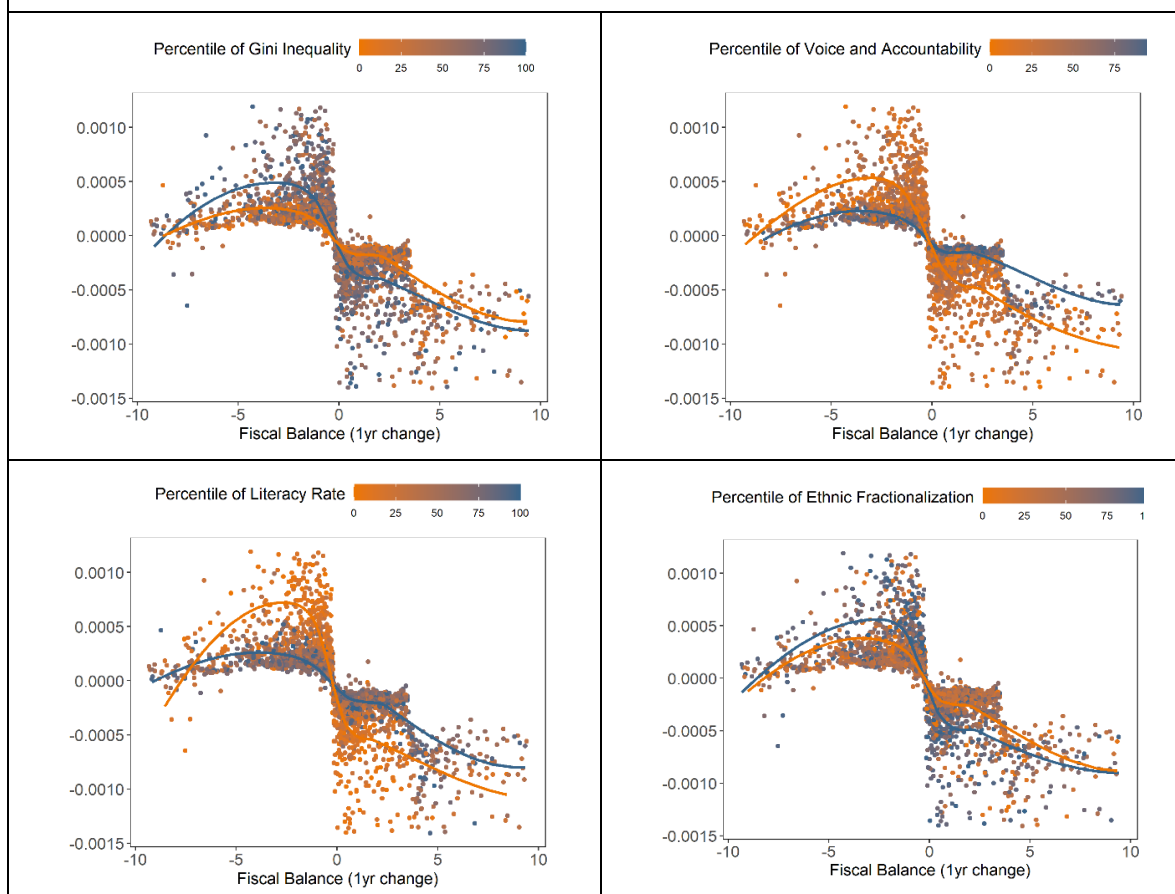 Percentile of Gini Inequality
0 25 50 75 100
0.0010
0.0005
0.0000
-0.0005
-0.0010
-0.0015
-10 -5 0 5 10
Fiscal Balance (1yr change)
Percentile of Voice and Accountability
0 25 50 75
0.0010
0.0005
0.0000
-0.0005
-0.0010
-0.0015
-10 -5 0 5 10
Fiscal Balance (1yr change)
Percentile of Literacy Rate
0 25 50 75 100
0.0010
0.0005
0.0000
-0.0005
-0.0010
-0.0015
-10 -5 0 5 10
Fiscal Balance (1yr change)
Percentile of Ethnic Fractionalization
0 25 50 75 1
0.0010
0.0005
0.0000
-0.0005
-0.0010
-0.0015
-10 -5 0 5 10
Fiscal Balance (1yr change)